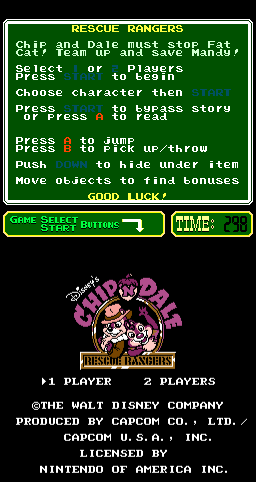 RESCUE RANGERS
Chip and Dale must stop Fat
Cat! Team up and save Mandy!
Select 1 or 2 Players
Press START to begin
Choose character then START
Press START to bypass story
or press A to read
Press A to jump
Press B to pick up/throw
Push DOWN to hide under item
Move objects to find bonuses
GOOD LUCK!
GAME SELECT
START BUTTONS
TIME: 298
Disney's
CHIP 'N DALE
RESCUE RANGERS
1 PLAYER 2 PLAYERS
©THE WALT DISNEY COMPANY
PRODUCED BY CAPCOM CO., LTD./
CAPCOM U.S.A., INC.
LICENSED BY
NINTENDO OF AMERICA INC.